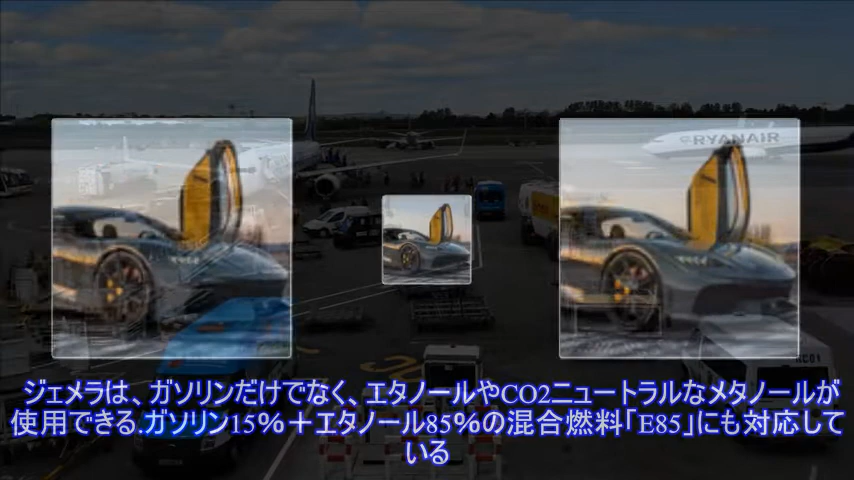 RYANAIR
ジェメラは、ガソリンだけでなく、エタノールやCO2ニュートラルなメタノールが
使用できる.ガソリン15%＋エタノール85%の混合燃料「E85」にも対応して
いる